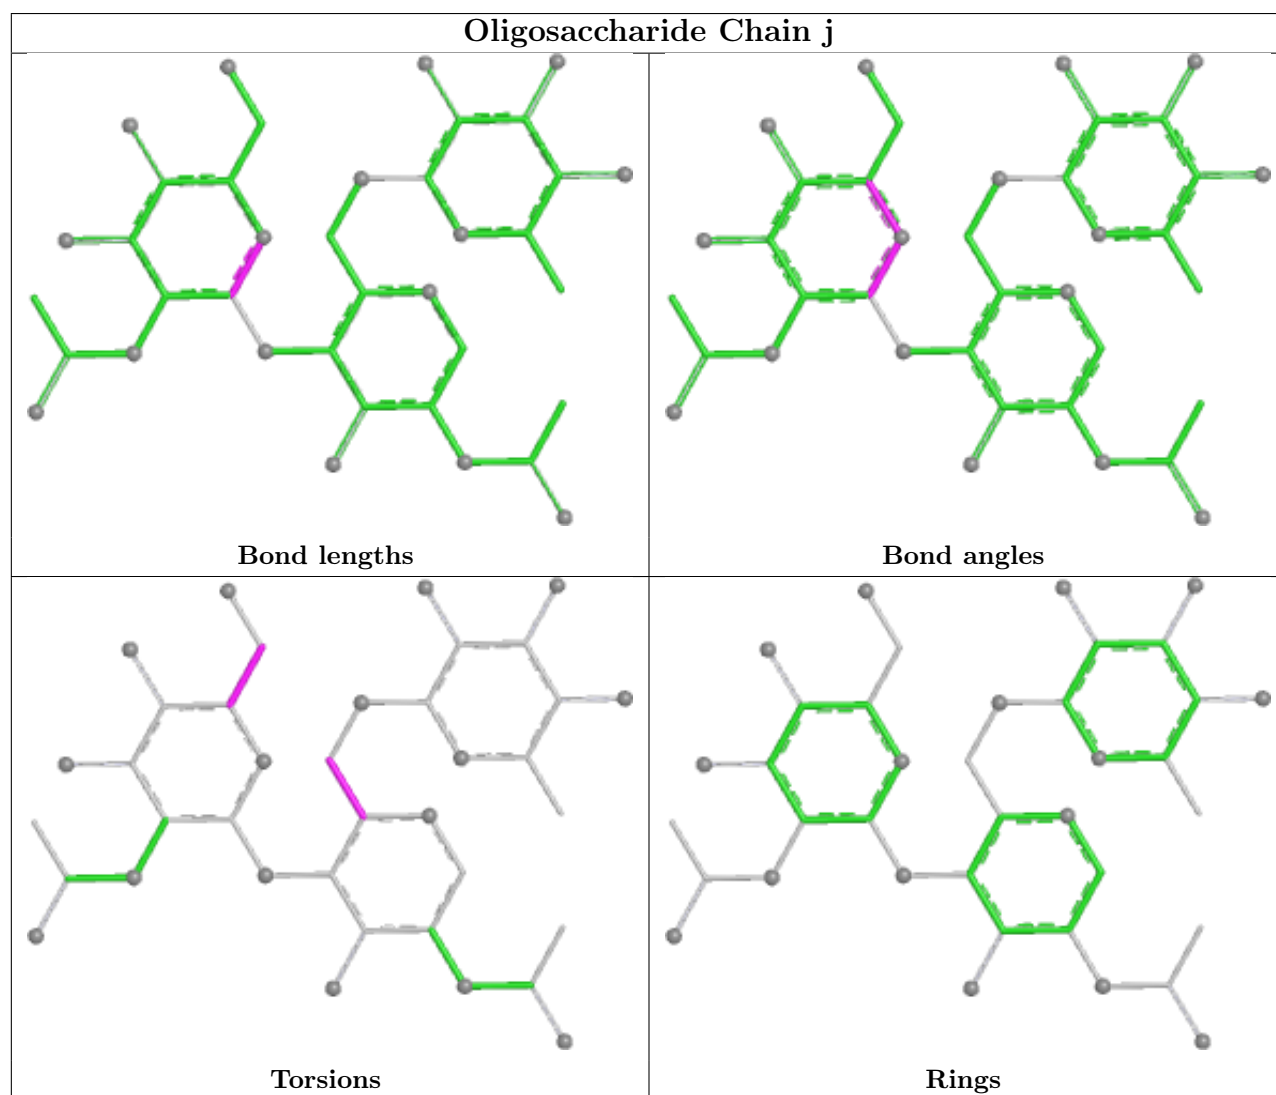 Oligosaccharide Chain j
Bond lengths
Bond angles
Torsions
Rings